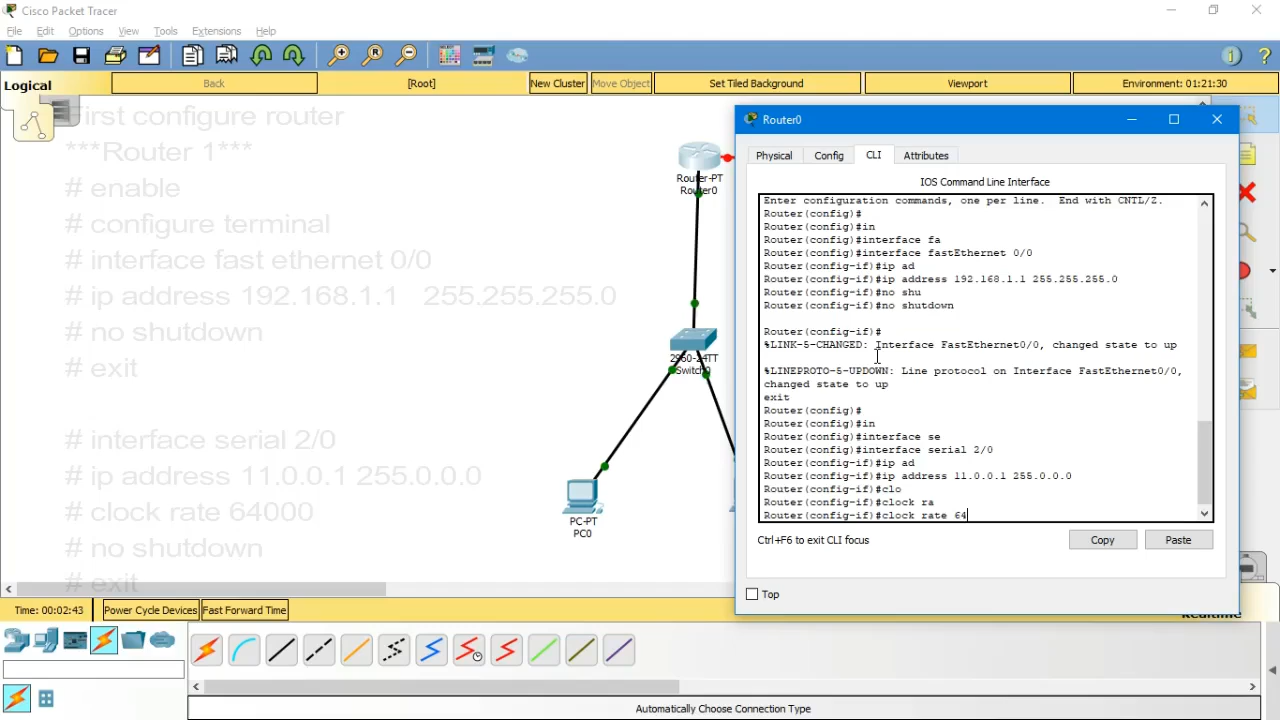 Cisco Packet Tracer
File Edit Options View Tools Extensions Help
Logical Back [Root] New Cluster Move Object Set Tiled Background Viewport Environment: 01:21:30
First configure router
***Router 1***
# enable
# configure terminal
# interface fast ethernet 0/0
#ip address 192.168.1.1 255.255.255.0
# no shutdown
# exit
# interface serial 2/0
# ip address 11.0.0.1 255.0.0.0
# clock rate 64000
# no shutdown
# exit
Router-PT
Router0
2960-24TT
Switch0
PC-PT
PC0
Router0
Physical Config CLI Attributes
IOS Command Line Interface
Enter configuration commands, one per line. End with CNTL/Z.
Router(config)#
Router(config)#in
Router(config)#interface fa
Router(config)#interface fastEthernet 0/0
Router(config-if)#ip ad
Router(config-if)#ip address 192.168.1.1 255.255.255.0
Router(config-if)#no shu
Router(config-if)#no shutdown
Router(config-if)#
%LINK-5-CHANGED: Interface FastEthernet0/0, changed state to up
%LINEPROTO-5-UPDOWN: Line protocol on Interface FastEthernet0/0,
changed state to up
exit
Router(config)#
Router(config)#in
Router(config)#interface se
Router(config)#interface serial 2/0
Router(config-if)#ip ad
Router(config-if)#ip address 11.0.0.1 255.0.0.0
Router(config-if)#clo
Router(config-if)#clock ra
Router(config-if)#clock rate 64
Ctrl+F6 to exit CLI focus Copy Paste
Top
Time: 00:02:43 Power Cycle Devices Fast Forward Time Realtime
Automatically Choose Connection Type